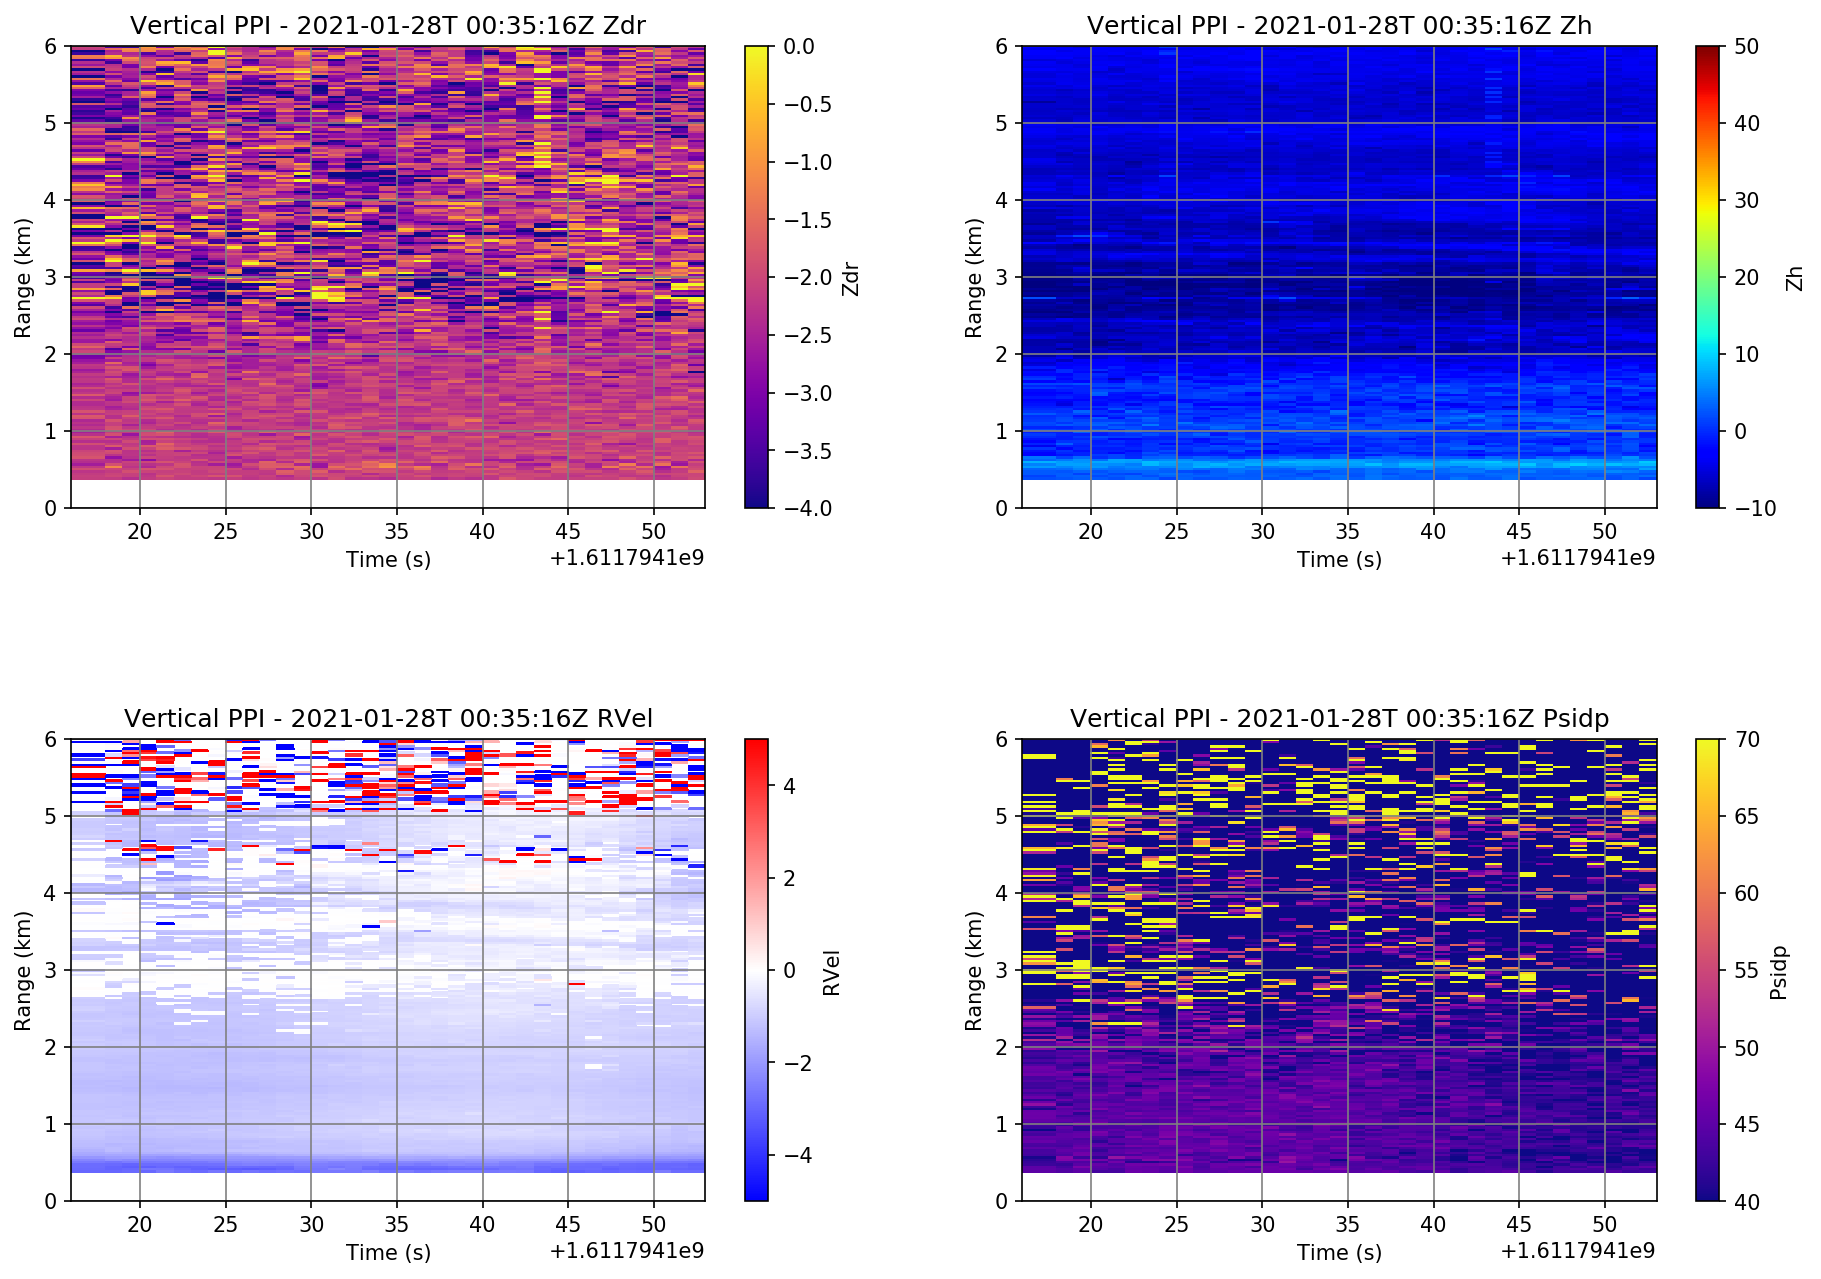 Vertical PPI - 2021-01-28T 00:35:16Z Zdr
6
5
4
3
2
1
0
Range (km)
20 25 30 35 40 45 50
Time (s)
+1.6117941e9
0.0
−0.5
−1.0
−1.5
−2.0
−2.5
−3.0
−3.5
−4.0
Zdr
Vertical PPI - 2021-01-28T 00:35:16Z Zh
6
5
4
3
2
1
0
Range (km)
20 25 30 35 40 45 50
Time (s)
+1.6117941e9
50
40
30
20
10
0
−10
Zh
Vertical PPI - 2021-01-28T 00:35:16Z RVel
6
5
4
3
2
1
0
Range (km)
20 25 30 35 40 45 50
Time (s)
+1.6117941e9
4
2
0
−2
−4
RVel
Vertical PPI - 2021-01-28T 00:35:16Z Psidp
6
5
4
3
2
1
0
Range (km)
20 25 30 35 40 45 50
Time (s)
+1.6117941e9
70
65
60
55
50
45
40
Psidp